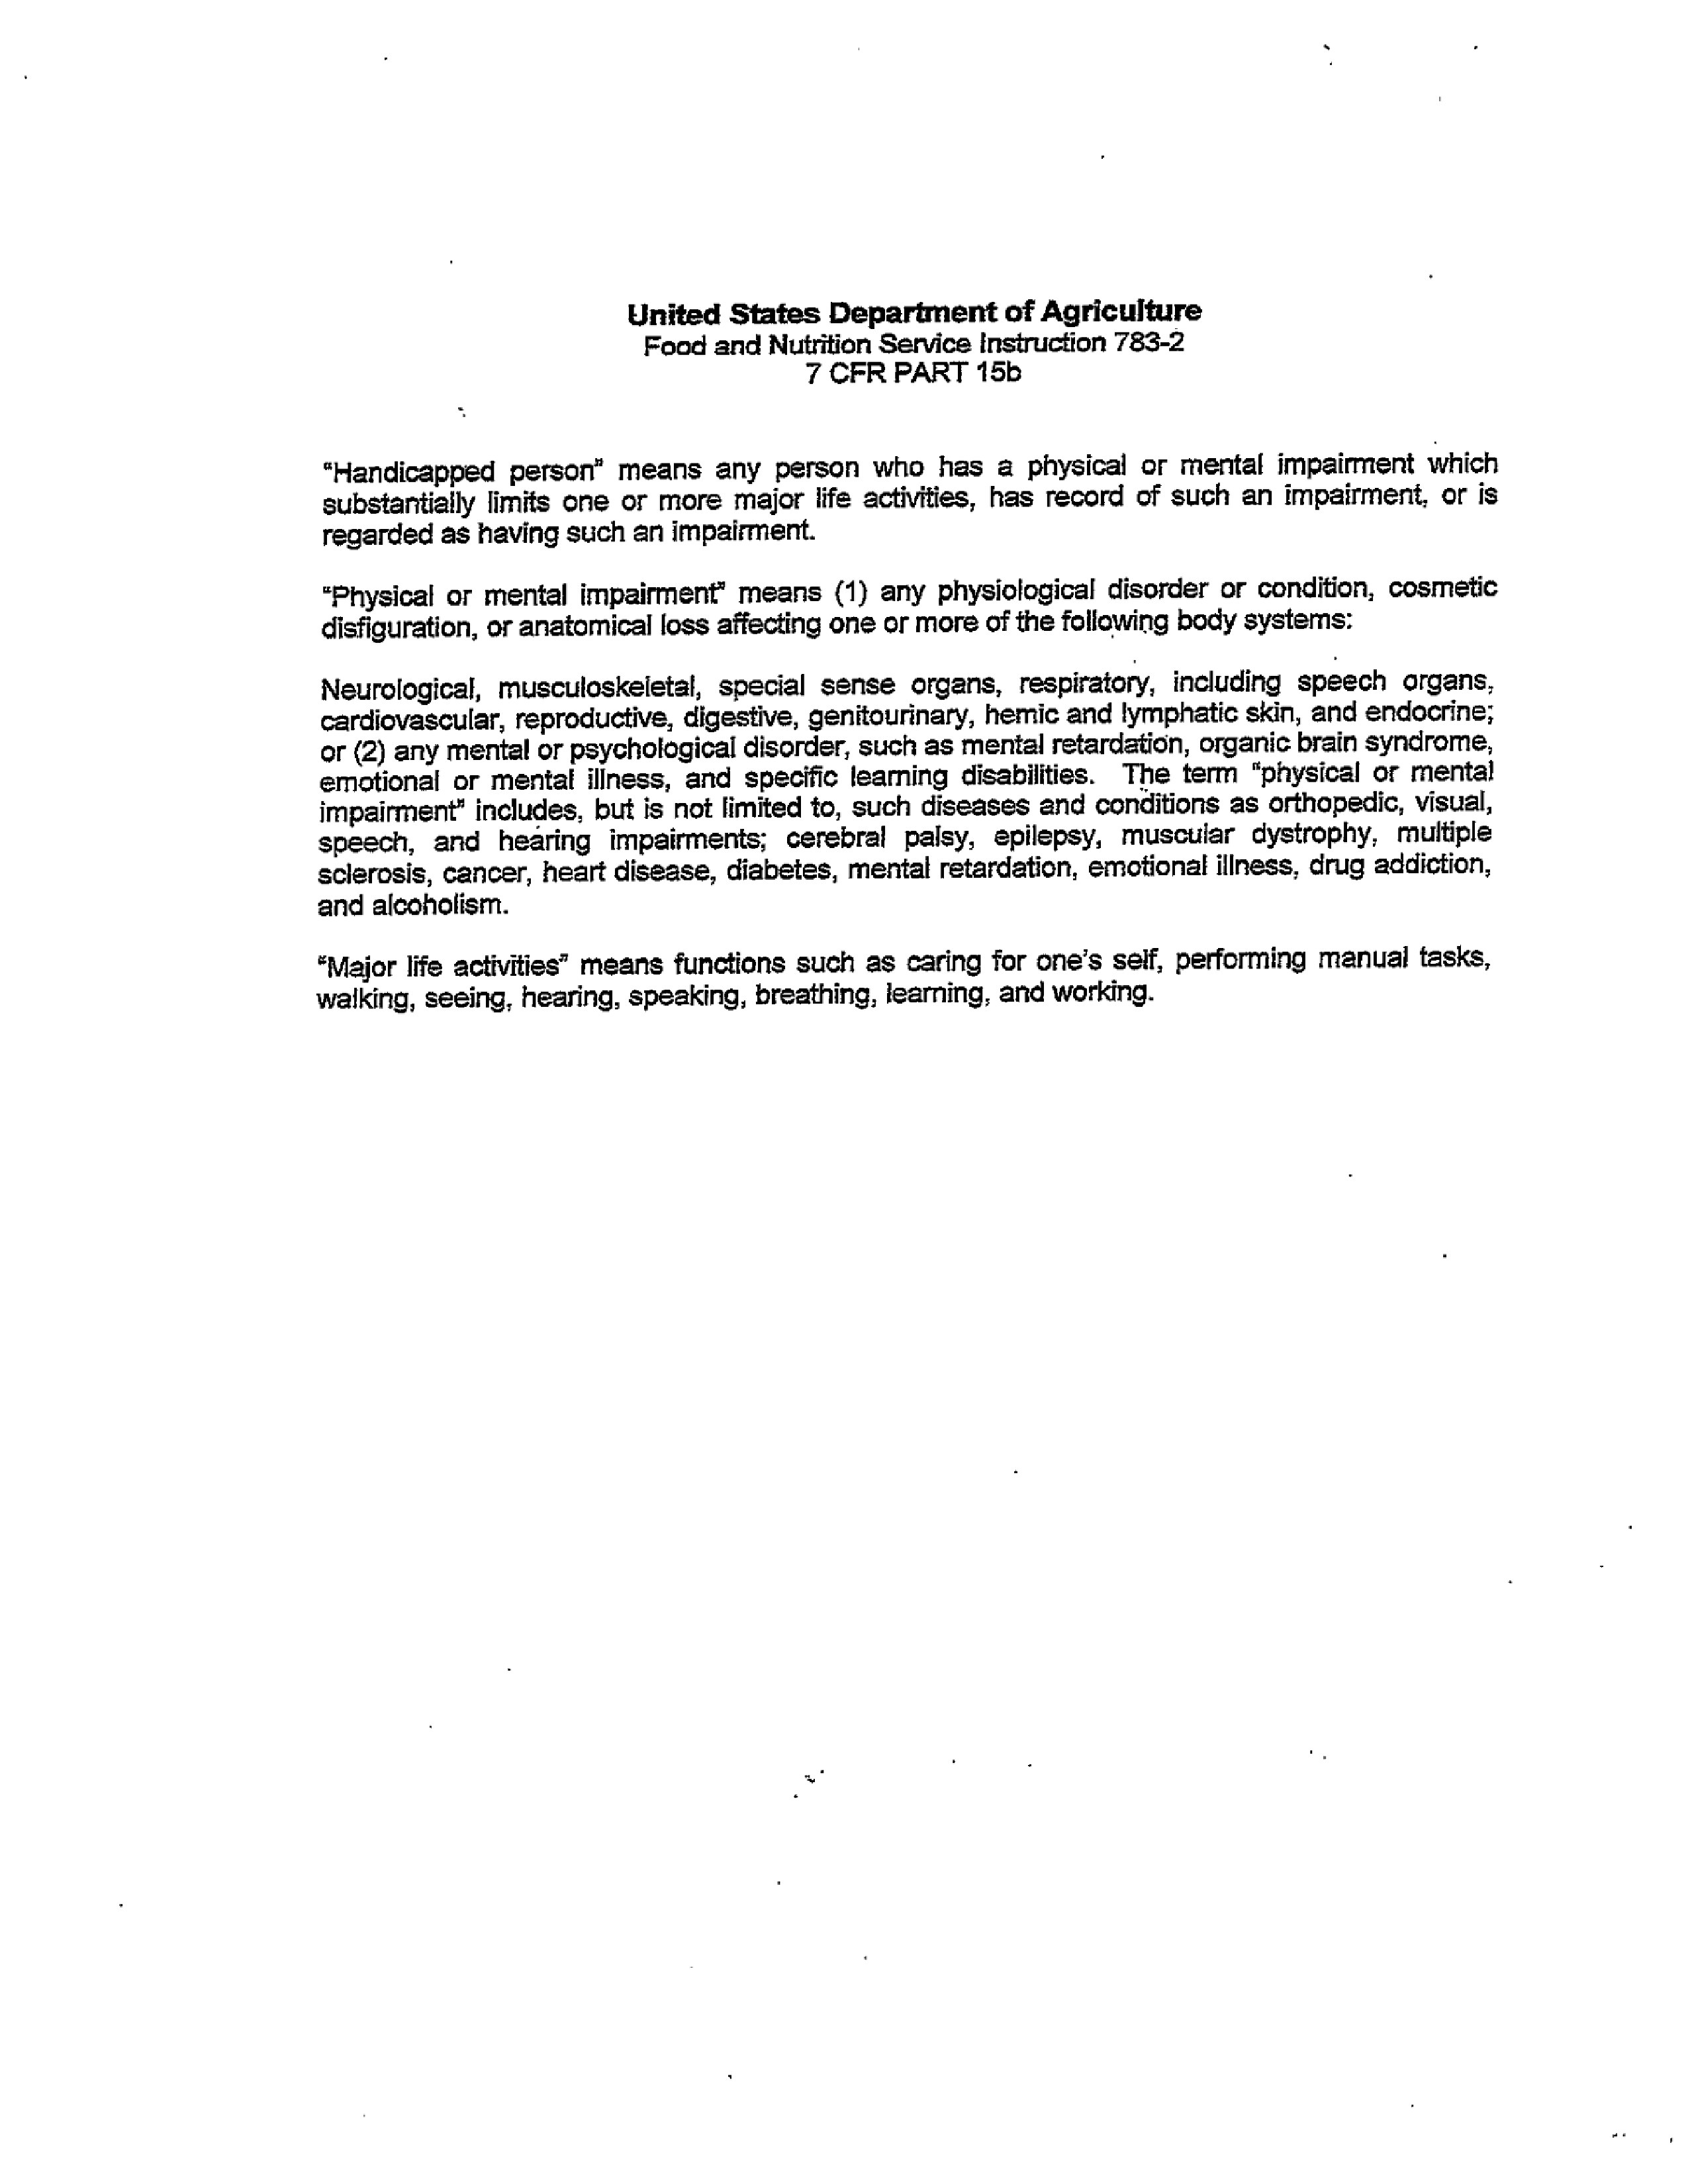 United States Department of Agriculture
Food and Nutrition Service Instruction 783-2
7 CFR PART 15b
"Handicapped person" means any person who has a physical or mental impairment which
substantially limits one or more major life activities, has record of such an impairment, or is
regarded as having such an impairment.
"Physical or mental impairment" means (1) any physiological disorder or condition, cosmetic
disfiguration, or anatomical loss affecting one or more of the following body systems:
Neurological, musculoskeletal, special sense organs, respiratory, including speech organs,
cardiovascular, reproductive, digestive, genitourinary, hemic and lymphatic skin, and endocrine;
or (2) any mental or psychological disorder, such as mental retardation, organic brain syndrome,
emotional or mental illness, and specific learning disabilities. The term "physical or mental
impairment" includes, but is not limited to, such diseases and conditions as orthopedic, visual,
speech, and hearing impairments; cerebral palsy, epilepsy, muscular dystrophy, multiple
sclerosis, cancer, heart disease, diabetes, mental retardation, emotional illness, drug addiction,
and alcoholism.
"Major life activities" means functions such as caring for one's self, performing manual tasks,
walking, seeing, hearing, speaking, breathing, learning, and working.